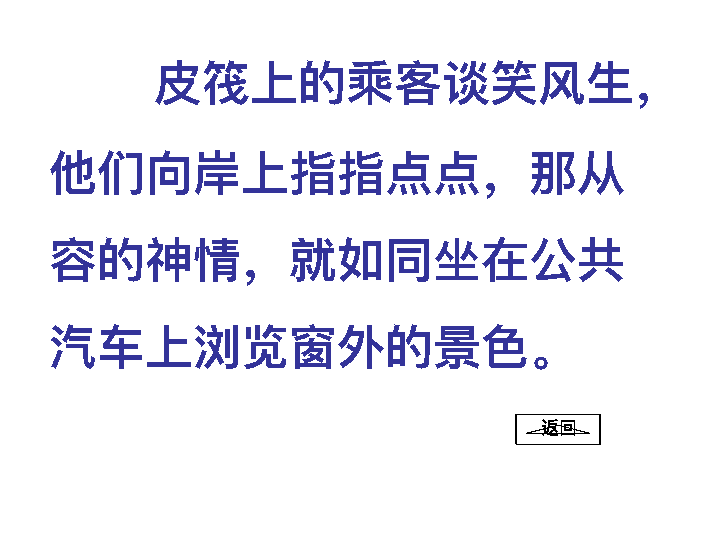 皮筏上的乘客谈笑风生，
他们向岸上指指点点，那从
容的神情，就如同坐在公共
汽车上浏览窗外的景色。
返回